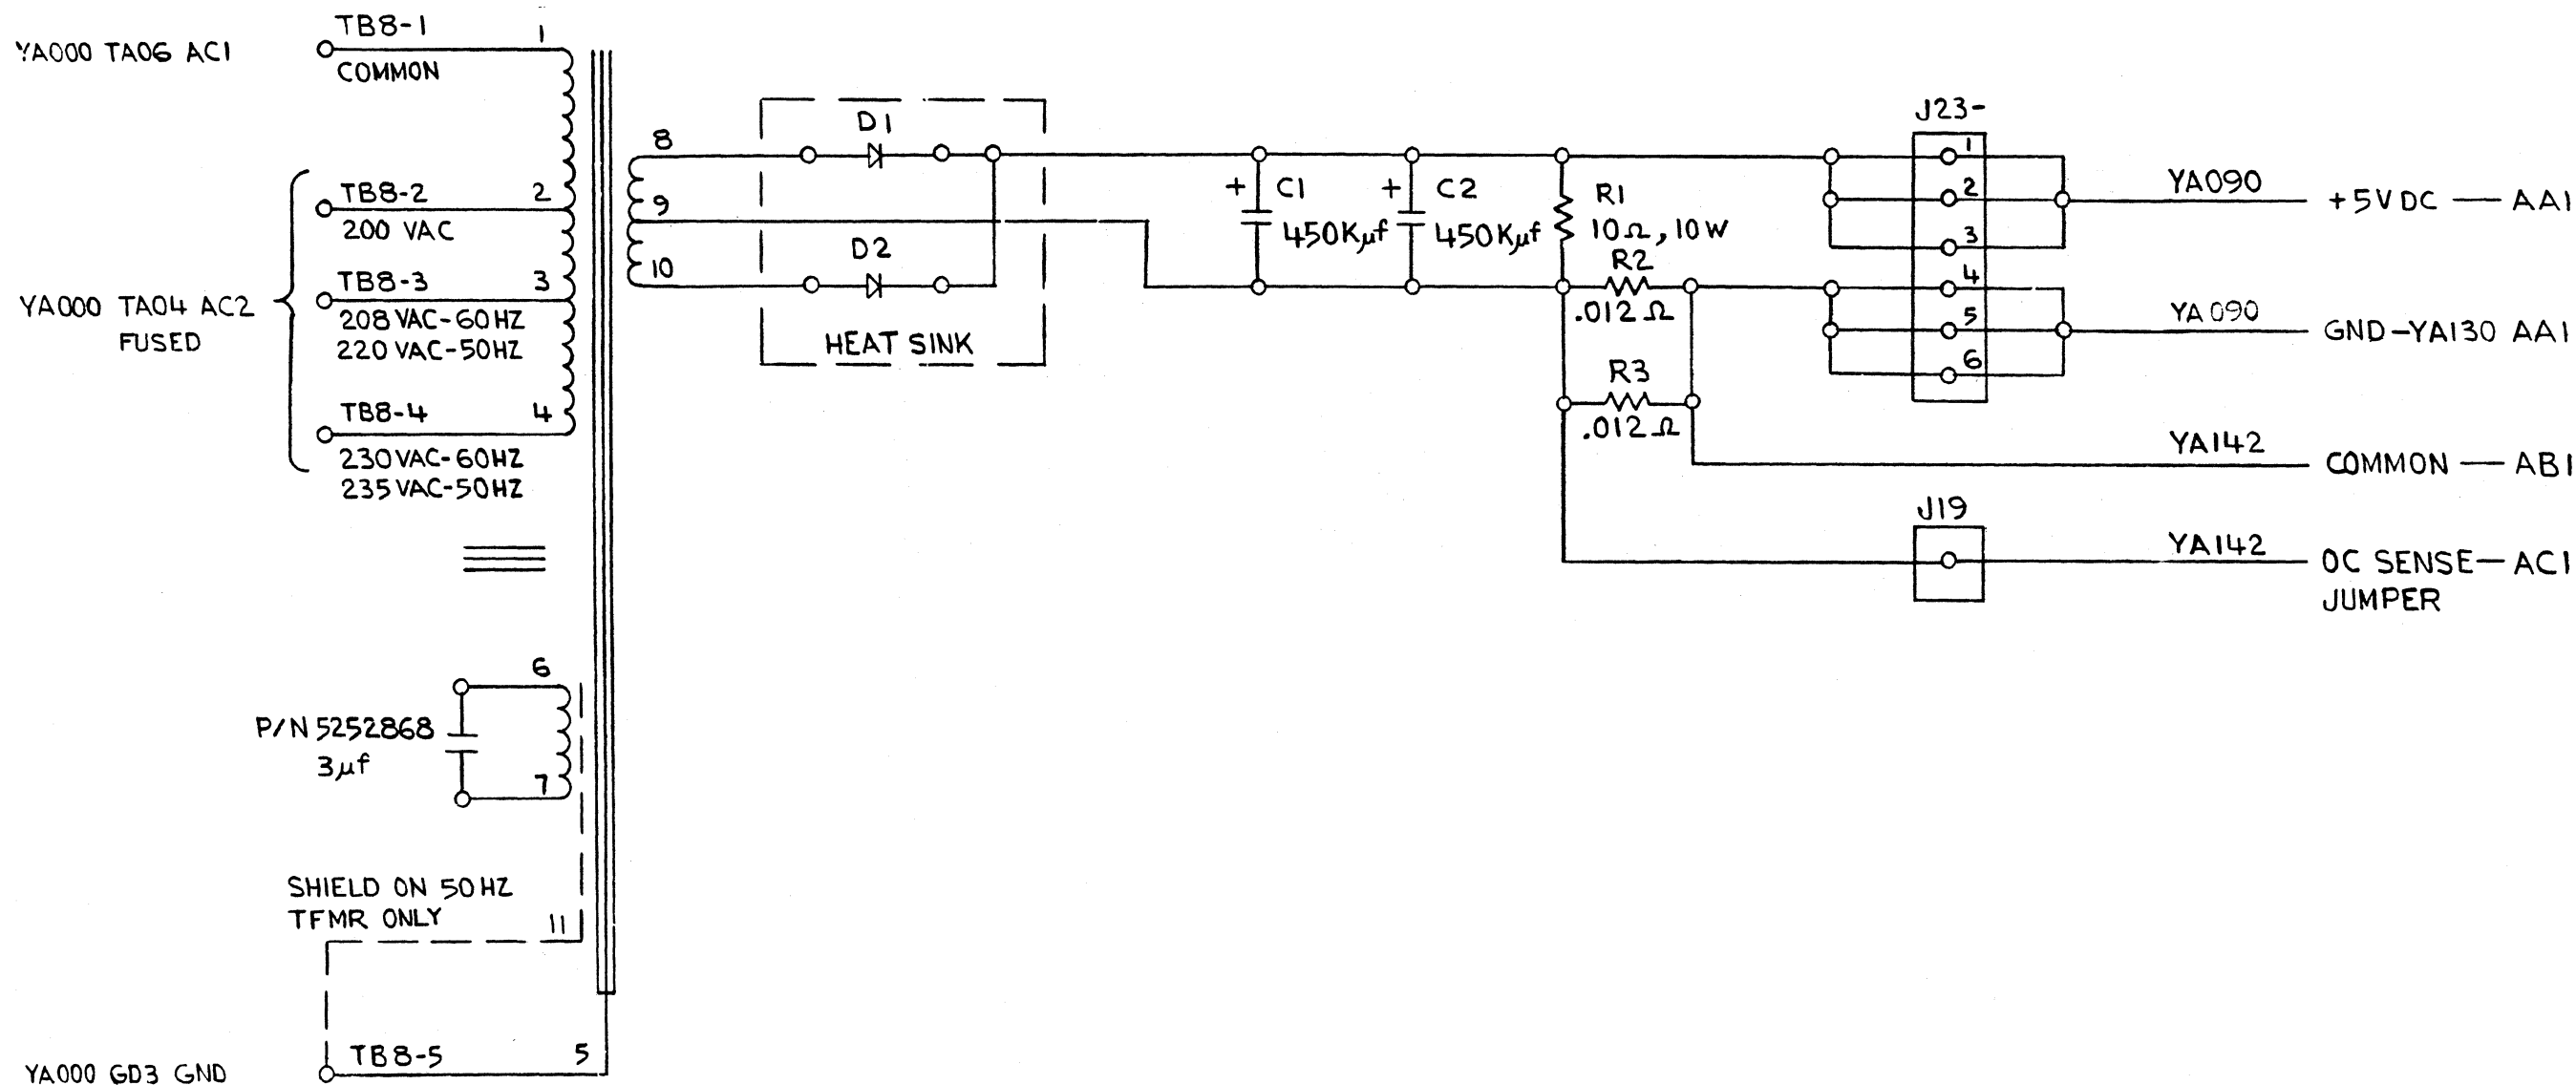 YA000 TA06 AC1
TB8-1
COMMON
1
TB8-2
200 VAC
2
YA000 TA04 AC2
FUSED
TB8-3
208 VAC-60HZ
220 VAC-50HZ
3
TB8-4
230VAC-60HZ
235VAC-50HZ
4
P/N 5252868
3µf
6
7
SHIELD ON 50HZ
TFMR ONLY
11
YA000 GD3 GND
TB8-5
5
8
9
10
D1
D2
HEAT SINK
+ C1
450Kµf
+ C2
450Kµf
R1
10Ω, 10W
R2
.012Ω
R3
.012Ω
J23-
1
2
3
4
5
6
YA090
+5VDC — AA1
YA090
GND-YA130 AA1
YA142
COMMON — AB1
J19
YA142
OC SENSE— AC1
JUMPER